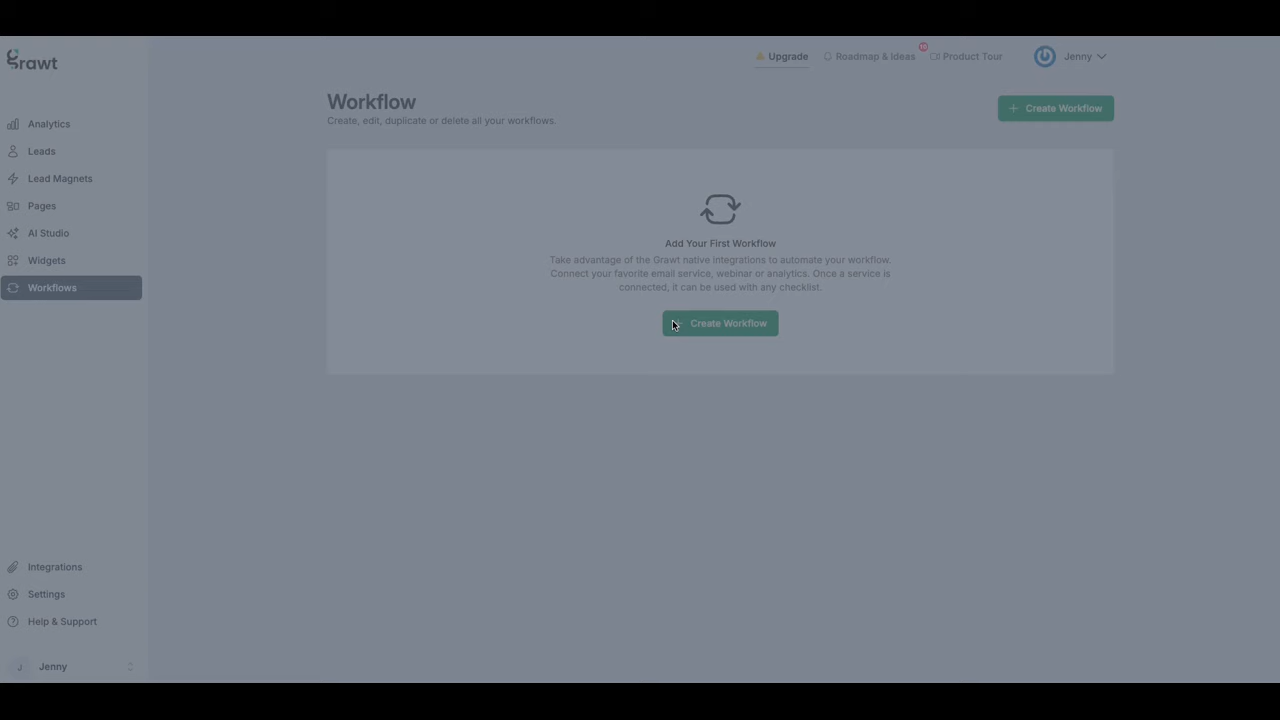 Grawt
Upgrade
Roadmap & Ideas
Product Tour
Jenny
Analytics
Leads
Lead Magnets
Pages
AI Studio
Widgets
Workflows
Workflow
Create, edit, duplicate or delete all your workflows.
Create Workflow
Add Your First Workflow
Take advantage of the Grawt native integrations to automate your workflow.
Connect your favorite email service, webinar or analytics. Once a service is
connected, it can be used with any checklist.
Create Workflow
Integrations
Settings
Help & Support
J
Jenny